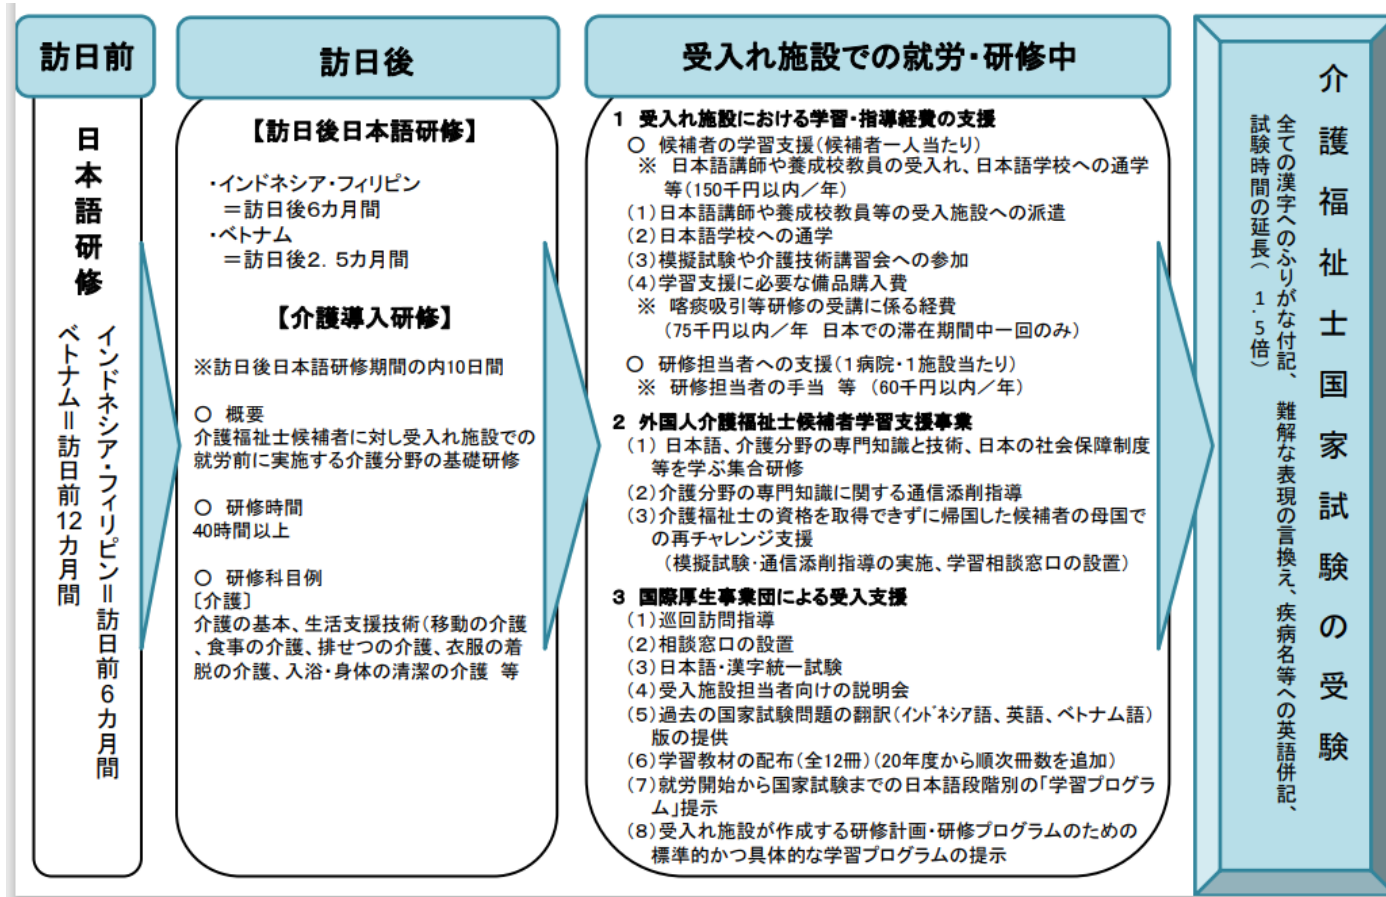 訪日前
日本語研修
インドネシア・フィリピン＝訪日前６カ月間
ベトナム＝訪日前12カ月間
訪日後
【訪日後日本語研修】
・インドネシア・フィリピン
＝訪日後6カ月間
・ベトナム
＝訪日後2．5カ月間
【介護導入研修】
※訪日後日本語研修期間の内10日間
○　概要
介護福祉士候補者に対し受入れ施設での
就労前に実施する介護分野の基礎研修
○　研修時間
40時間以上
○　研修科目例
〔介護〕
介護の基本、生活支援技術（移動の介護
、食事の介護、排せつの介護、衣服の着
脱の介護、入浴・身体の清潔の介護　等
受入れ施設での就労・研修中
1　受入れ施設における学習・指導経費の支援
○　候補者の学習支援（候補者一人当たり）
※　日本語講師や養成校教員の受入れ、日本語学校への通学
等（150千円以内／年）
（1）日本語講師や養成校教員等の受入施設への派遣
（2）日本語学校への通学
（3）模擬試験や介護技術講習会への参加
（4）学習支援に必要な備品購入費
※　喀痰吸引等研修の受講に係る経費
（75千円以内／年　日本での滞在期間中一回のみ）
○　研修担当者への支援（1病院・1施設当たり）
※　研修担当者の手当　等　（60千円以内／年）
2　外国人介護福祉士候補者学習支援事業
（1）日本語、介護分野の専門知識と技術、日本の社会保障制度
等を学ぶ集合研修
（2）介護分野の専門知識に関する通信添削指導
（3）介護福祉士の資格を取得できずに帰国した候補者の母国で
の再チャレンジ支援
（模擬試験・通信添削指導の実施、学習相談窓口の設置）
3　国際厚生事業団による受入支援
（1）巡回訪問指導
（2）相談窓口の設置
（3）日本語・漢字統一試験
（4）受入施設担当者向けの説明会
（5）過去の国家試験問題の翻訳（ｲﾝﾄﾞﾈｼｱ語、英語、ベトナム語）
版の提供
（6）学習教材の配布（全12冊）（20年度から順次冊数を追加）
（7）就労開始から国家試験までの日本語段階別の「学習プログラ
ム」提示
（8）受入れ施設が作成する研修計画・研修プログラムのための
標準的かつ具体的な学習プログラムの提示
介護福祉士国家試験の受験
全ての漢字へのふりがな付記、　難解な表現の言換え、疾病名等への英語併記、
試験時間の延長（　1．5倍）